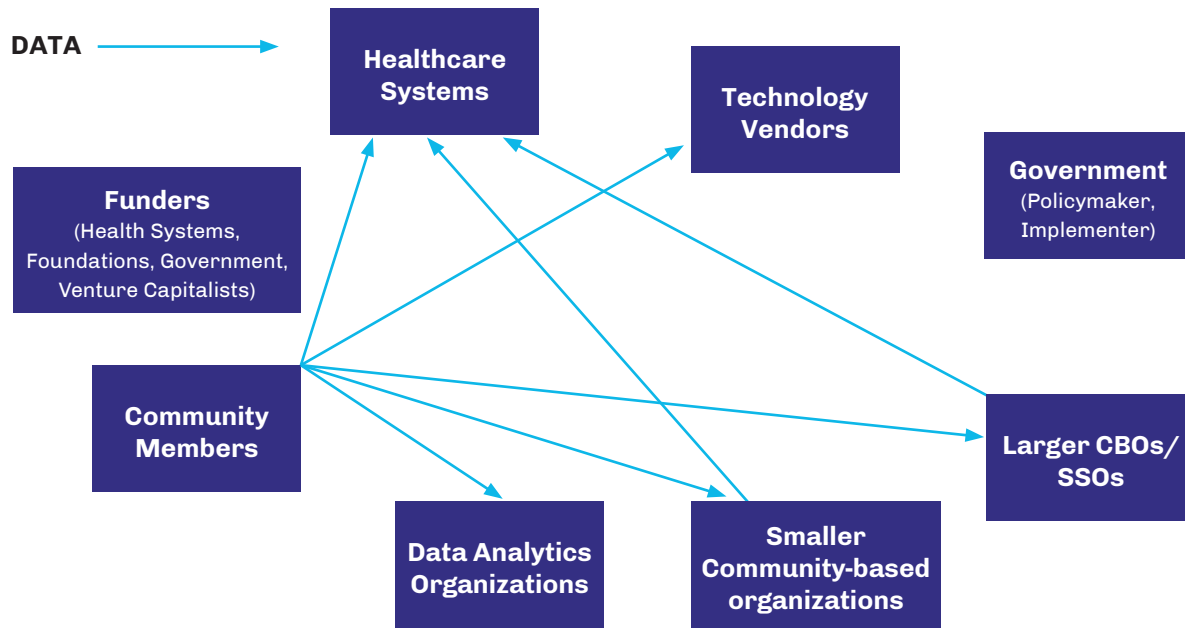 DATA
Healthcare
Systems
Technology
Vendors
Government
(Policymaker,
Implementer)
Funders
(Health Systems,
Foundations, Government,
Venture Capitalists)
Community
Members
Larger CBOs/
SSOs
Data Analytics
Organizations
Smaller
Community-based
organizations